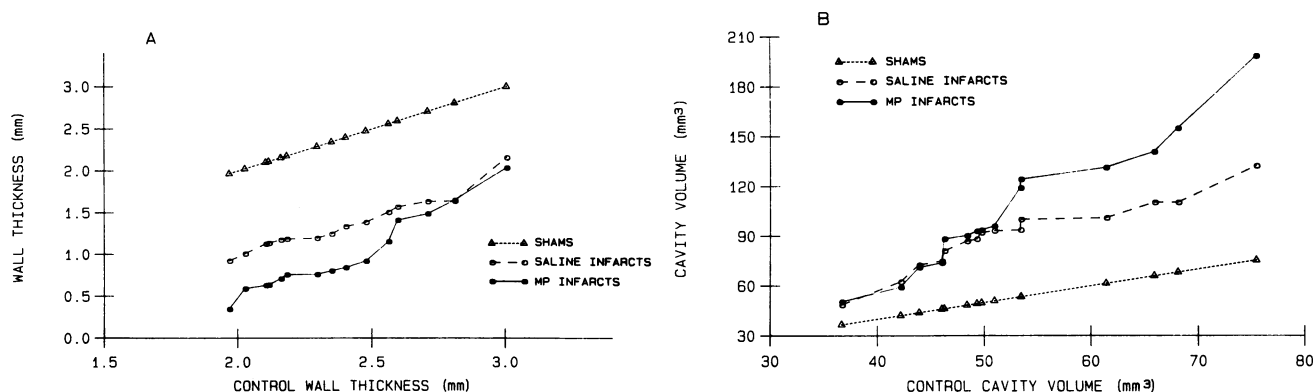 A
WALL THICKNESS (mm)
3.0
2.5
2.0
1.5
1.0
0.5
0.0
SHAMS
SALINE INFARCTS
MP INFARCTS
1.5
2.0
2.5
3.0
CONTROL WALL THICKNESS (mm)
B
CAVITY VOLUME (mm³)
210
180
150
120
90
60
30
SHAMS
SALINE INFARCTS
MP INFARCTS
30
40
50
60
70
80
CONTROL CAVITY VOLUME (mm³)